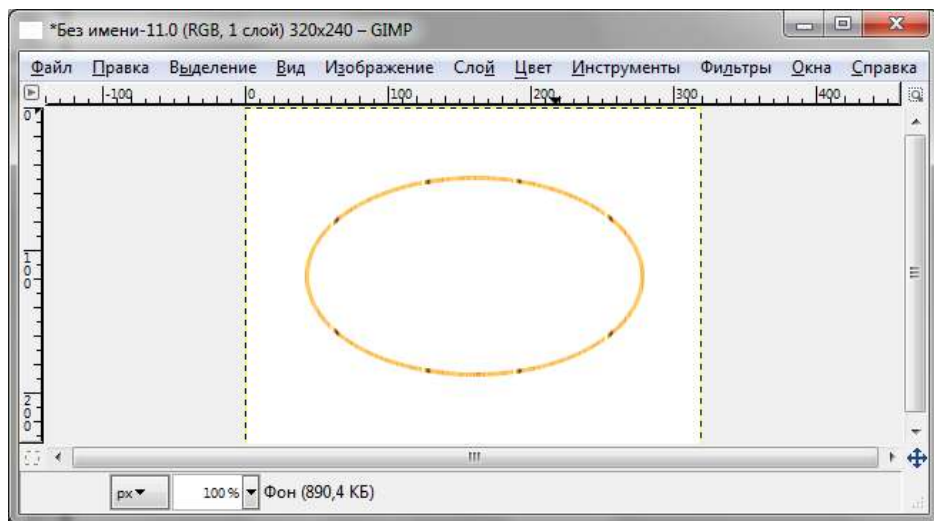 *Без имени-11.0 (RGB, 1 слой) 320x240 – GIMP
Файл Правка Выделение Вид Изображение Слой Цвет Инструменты Фильтры Окна Справка
-100 0 100 200 300 400
0
100
200
px 100 % Фон (890,4 КБ)